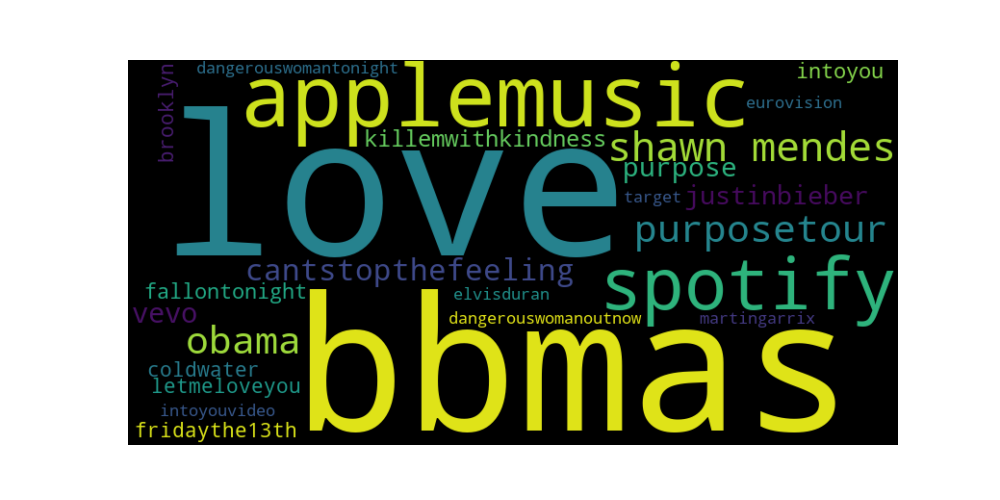 dangerouswomantonight
applemusic
intoyou
brooklyn
eurovision
love
killemwithkindness
shawn mendes
purpose
target
justinbieber
purposetour
cantstopthefeeling
spotify
fallontonight
elvisduran
vevo
dangerouswomanoutnow
martingarrix
obama
bbmas
coldwater
letmeloveyou
intoyouvideo
fridaythe13th